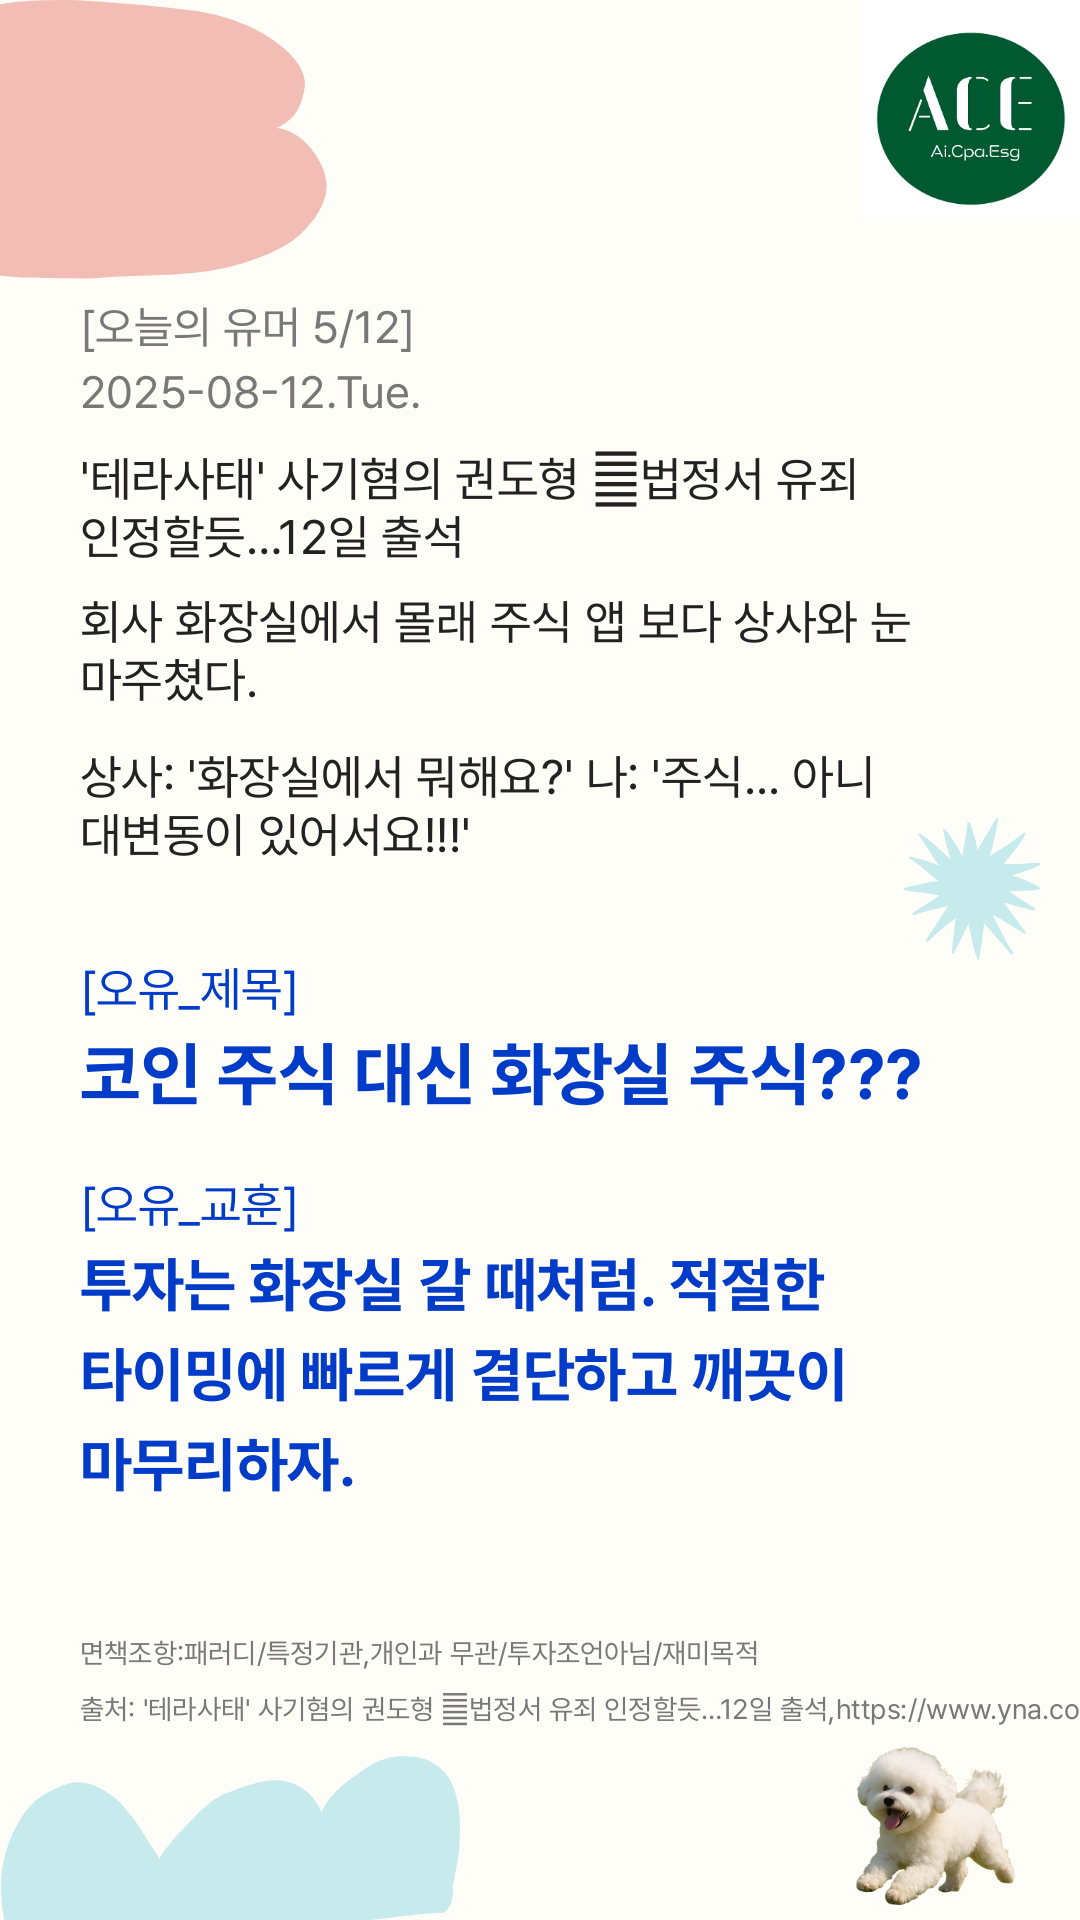 ACE
Ai.Cpa.Esg
[오늘의 유머 5/12]
2025-08-12.Tue.
'테라사태' 사기혐의 권도형 법정서 유죄
인정할듯...12일 출석
회사 화장실에서 몰래 주식 앱 보다 상사와 눈
마주쳤다.
상사: '화장실에서 뭐해요?' 나: '주식... 아니
대변동이 있어서요!!!'
[오유_제목]
코인 주식 대신 화장실 주식???
[오유_교훈]
투자는 화장실 갈 때처럼. 적절한
타이밍에 빠르게 결단하고 깨끗이
마무리하자.
면책조항:패러디/특정기관,개인과 무관/투자조언아님/재미목적
출처: '테라사태' 사기혐의 권도형 법정서 유죄 인정할듯...12일 출석,https://www.yna.co